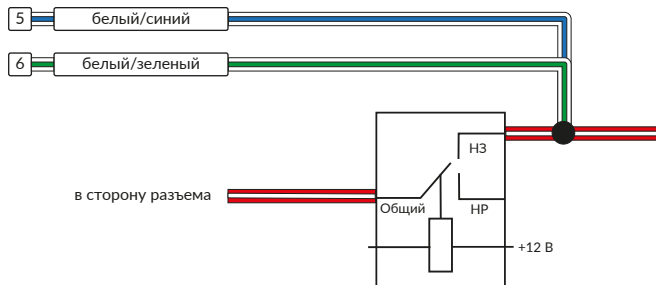 5 белый/синий
6 белый/зеленый
НЗ
в сторону разъема
Общий
НР
+12 В